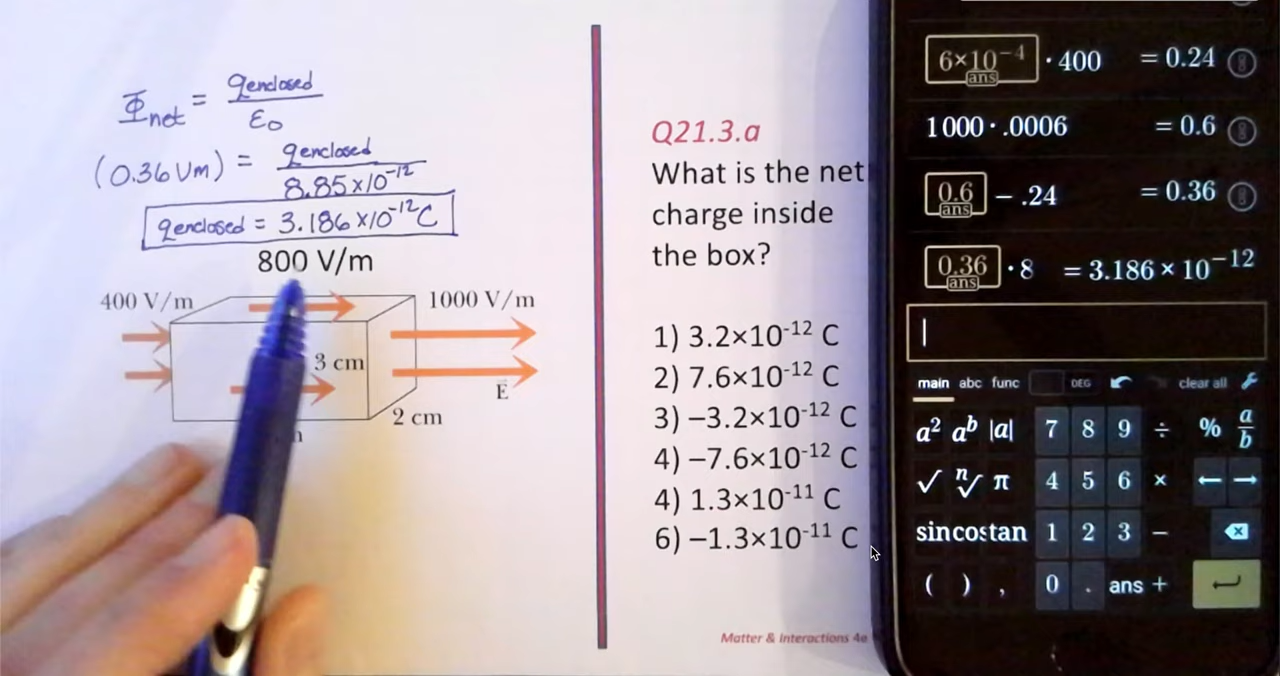 Φnet = qenclosed / ε0
(0.36 Vm) = qenclosed / 8.85×10⁻¹²
qenclosed = 3.186×10⁻¹² C
800 V/m
400 V/m
1000 V/m
3 cm
E
2 cm
Q21.3.a
What is the net
charge inside
the box?
1) 3.2×10⁻¹² C
2) 7.6×10⁻¹² C
3) –3.2×10⁻¹² C
4) –7.6×10⁻¹² C
4) 1.3×10⁻¹¹ C
6) –1.3×10⁻¹¹ C
Matter & Interactions 4e
6×10⁻⁴ · 400 = 0.24
ans
1000 · .0006 = 0.6
0.6 – .24 = 0.36
ans
0.36 · 8 = 3.186 × 10⁻¹²
ans
main abc func DEG clear all
a² aᵇ |a| 7 8 9 ÷ % a/b
√ ⁿ√ π 4 5 6 × ← →
sin cos tan 1 2 3 –
( ) , 0 . ans +